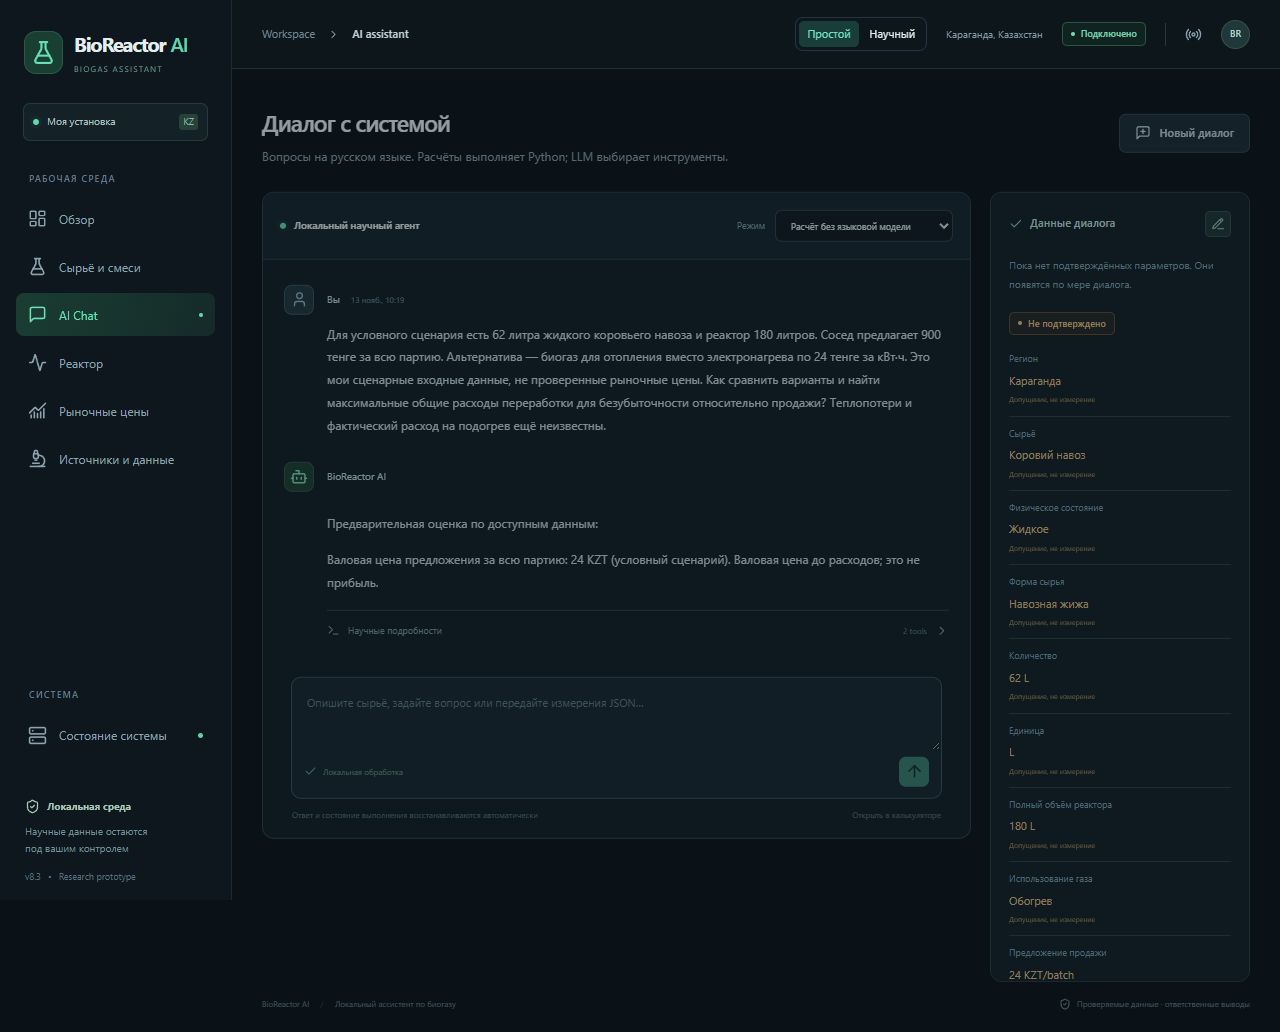 BioReactor AI
BIOGAS ASSISTANT
Моя установка
KZ
РАБОЧАЯ СРЕДА
Обзор
Сырьё и смеси
AI Chat
Реактор
Рыночные цены
Источники и данные
СИСТЕМА
Состояние системы
Локальная среда
Научные данные остаются
под вашим контролем
v8.3 • Research prototype
Workspace > AI assistant
Простой Научный
Караганда, Казахстан
Подключено
BR
Диалог с системой
Вопросы на русском языке. Расчёты выполняет Python; LLM выбирает инструменты.
Новый диалог
Локальный научный агент
Режим
Расчёт без языковой модели
Вы 13 нояб., 10:19
Для условного сценария есть 62 литра жидкого коровьего навоза и реактор 180 литров. Сосед предлагает 900
тенге за всю партию. Альтернатива — биогаз для отопления вместо электронагрева по 24 тенге за кВт·ч. Это
мои сценарные входные данные, не проверенные рыночные цены. Как сравнить варианты и найти
максимальные общие расходы переработки для безубыточности относительно продажи? Теплопотери и
фактический расход на подогрев ещё неизвестны.
BioReactor AI
Предварительная оценка по доступным данным:
Валовая цена предложения за всю партию: 24 KZT (условный сценарий). Валовая цена до расходов; это не
прибыль.
Научные подробности
2 tools
Опишите сырьё, задайте вопрос или передайте измерения JSON...
Локальная обработка
Ответ и состояние выполнения восстанавливаются автоматически
Открыть в калькуляторе
Данные диалога
Пока нет подтверждённых параметров. Они
появятся по мере диалога.
Не подтверждено
Регион
Караганда
Допущение, не измерение
Сырьё
Коровий навоз
Допущение, не измерение
Физическое состояние
Жидкое
Допущение, не измерение
Форма сырья
Навозная жижа
Допущение, не измерение
Количество
62 L
Допущение, не измерение
Единица
L
Допущение, не измерение
Полный объём реактора
180 L
Допущение, не измерение
Использование газа
Обогрев
Допущение, не измерение
Предложение продажи
24 KZT/batch
BioReactor AI / Локальный ассистент по биогазу
Проверяемые данные · ответственные выводы